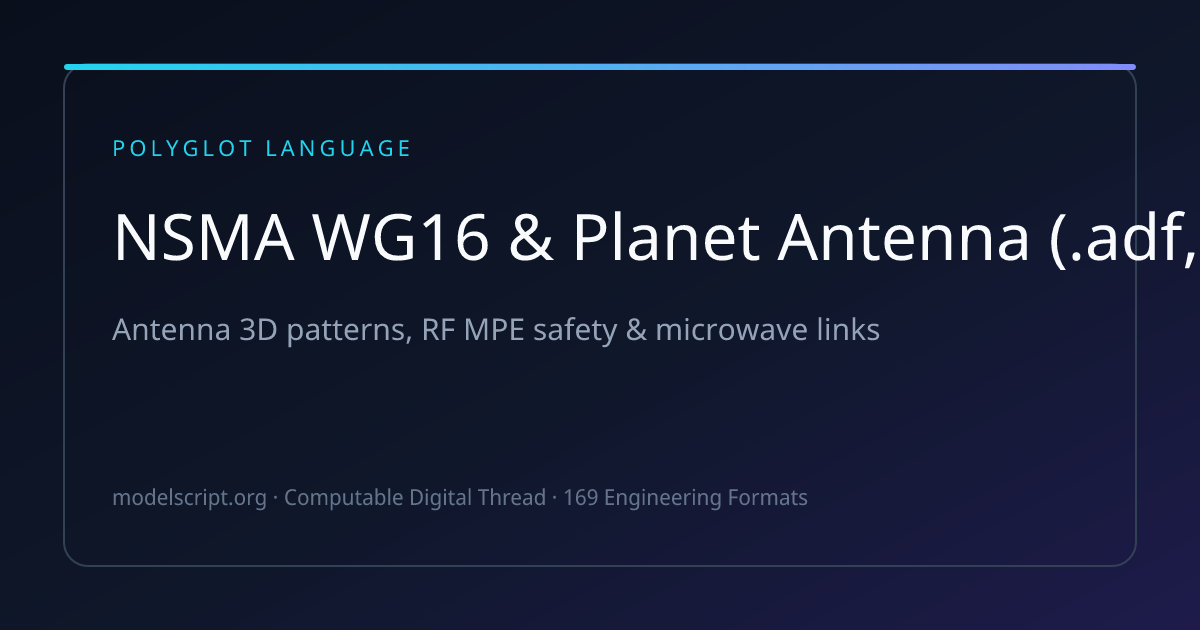 POLYGLOT LANGUAGE
NSMA WG16 & Planet Antenna (.adf,
Antenna 3D patterns, RF MPE safety & microwave links
modelscript.org · Computable Digital Thread · 169 Engineering Formats